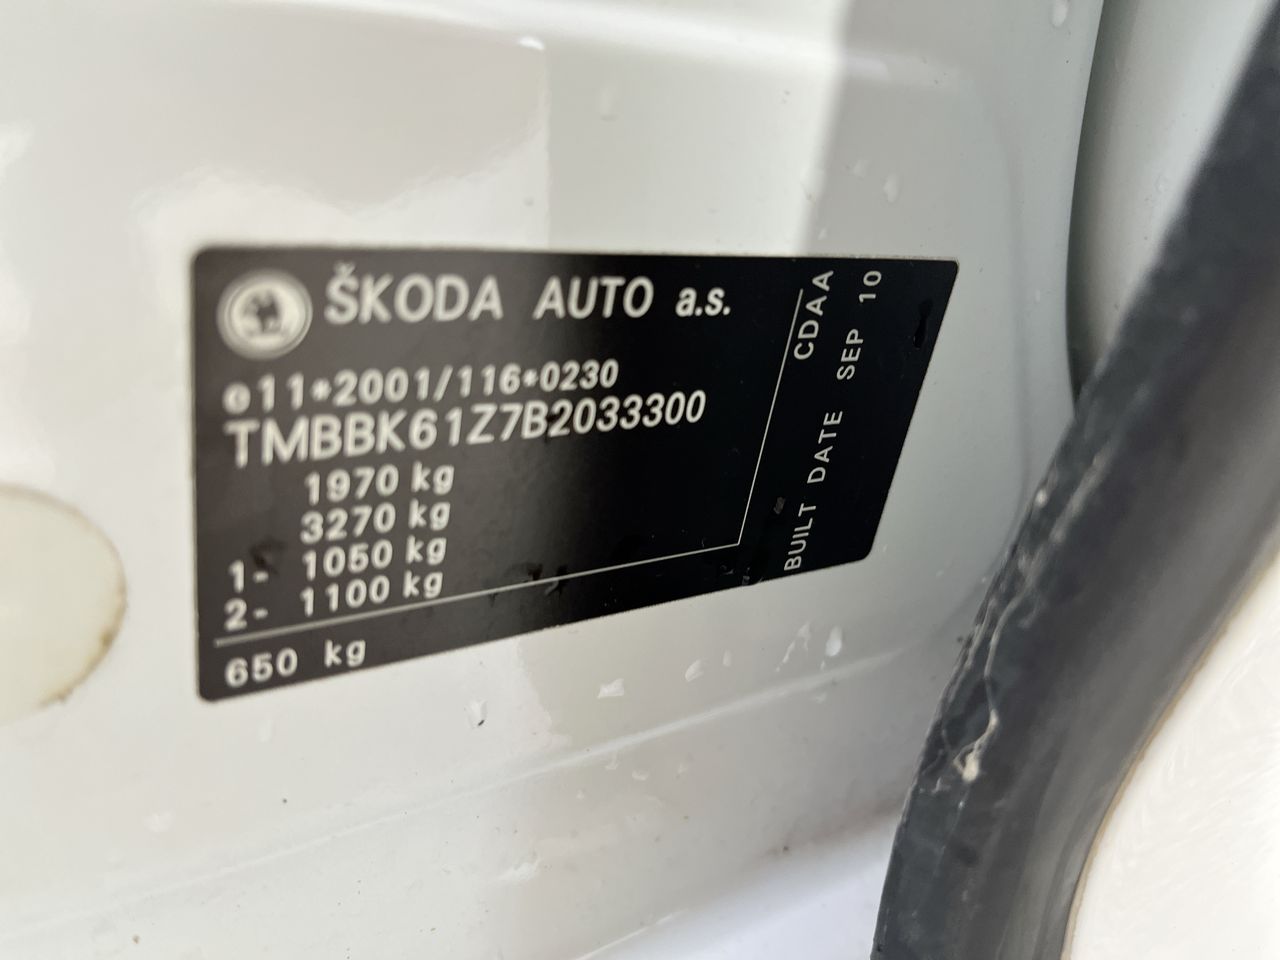 ŠKODA AUTO a.s.
e11*2001/116*0230
TMBBK61Z7B2033300
1970 kg
3270 kg
1- 1050 kg
2- 1100 kg
650 kg
CDAA
BUILT DATE SEP 10